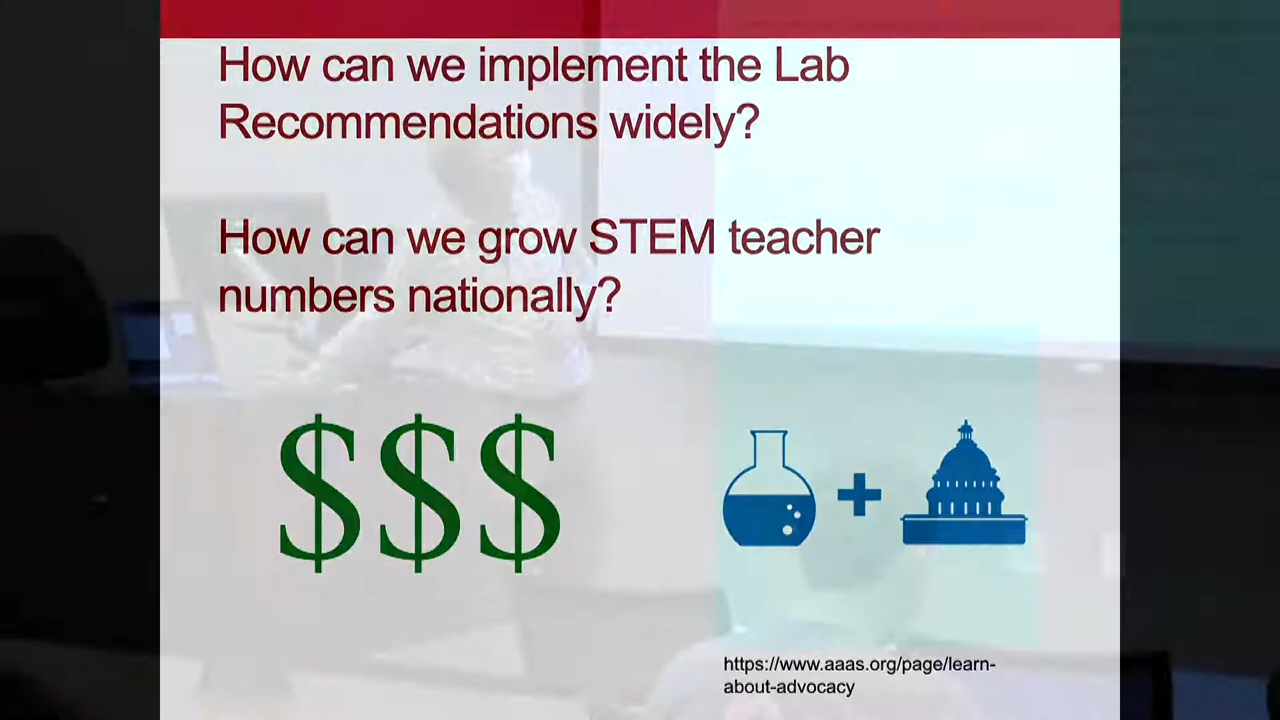 How can we implement the Lab
Recommendations widely?
How can we grow STEM teacher
numbers nationally?
$$$
https://www.aaas.org/page/learn-
about-advocacy